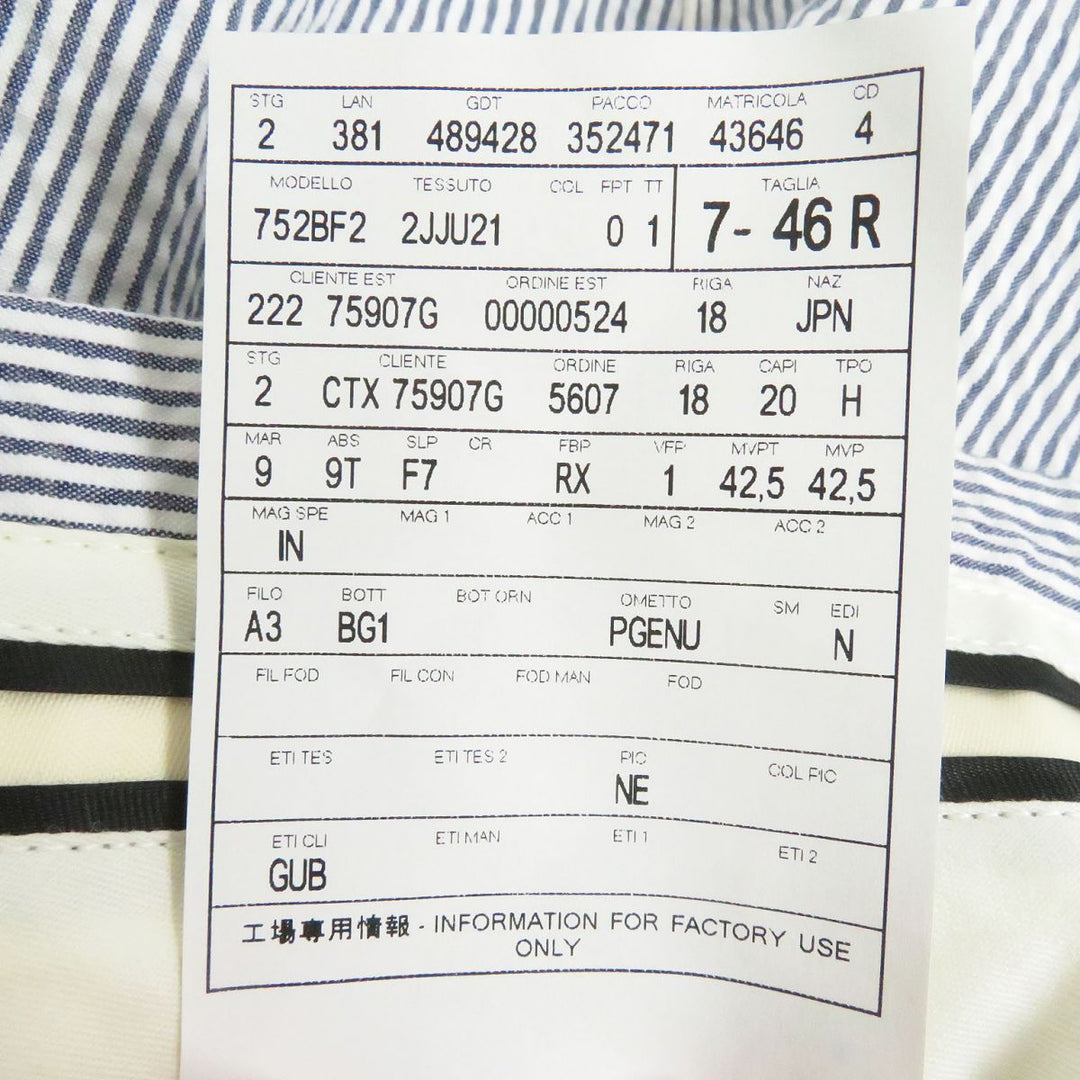 STG LAN GDT PACCO MATRICOLA CD
2 381 489428 352471 43646 4
MODELLO TESSUTO COL FPT TT TAGLIA
752BF2 2JJU21 0 1 7- 46 R
CLIENTE EST ORDINE EST RIGA NAZ
222 75907G 00000524 18 JPN
STG CLIENTE ORDINE RIGA CAPI TPO
2 CTX 75907G 5607 18 20 H
MAR ABS SLP CR FBP VFP MVPT MVP
9 9T F7 RX 1 42,5 42,5
MAG SPE MAG 1 ACC 1 MAG 2 ACC 2
IN
FILO BOTT BOT ORN OMETTO SM EDI
A3 BG1 PGENU N
FIL FOD FIL CON FOD MAN FOD
ETI TES ETI TES 2 PIC COL PIC
NE
ETI CLI ETI MAN ETI 1 ETI 2
GUB
工場專用情報 - INFORMATION FOR FACTORY USE
ONLY